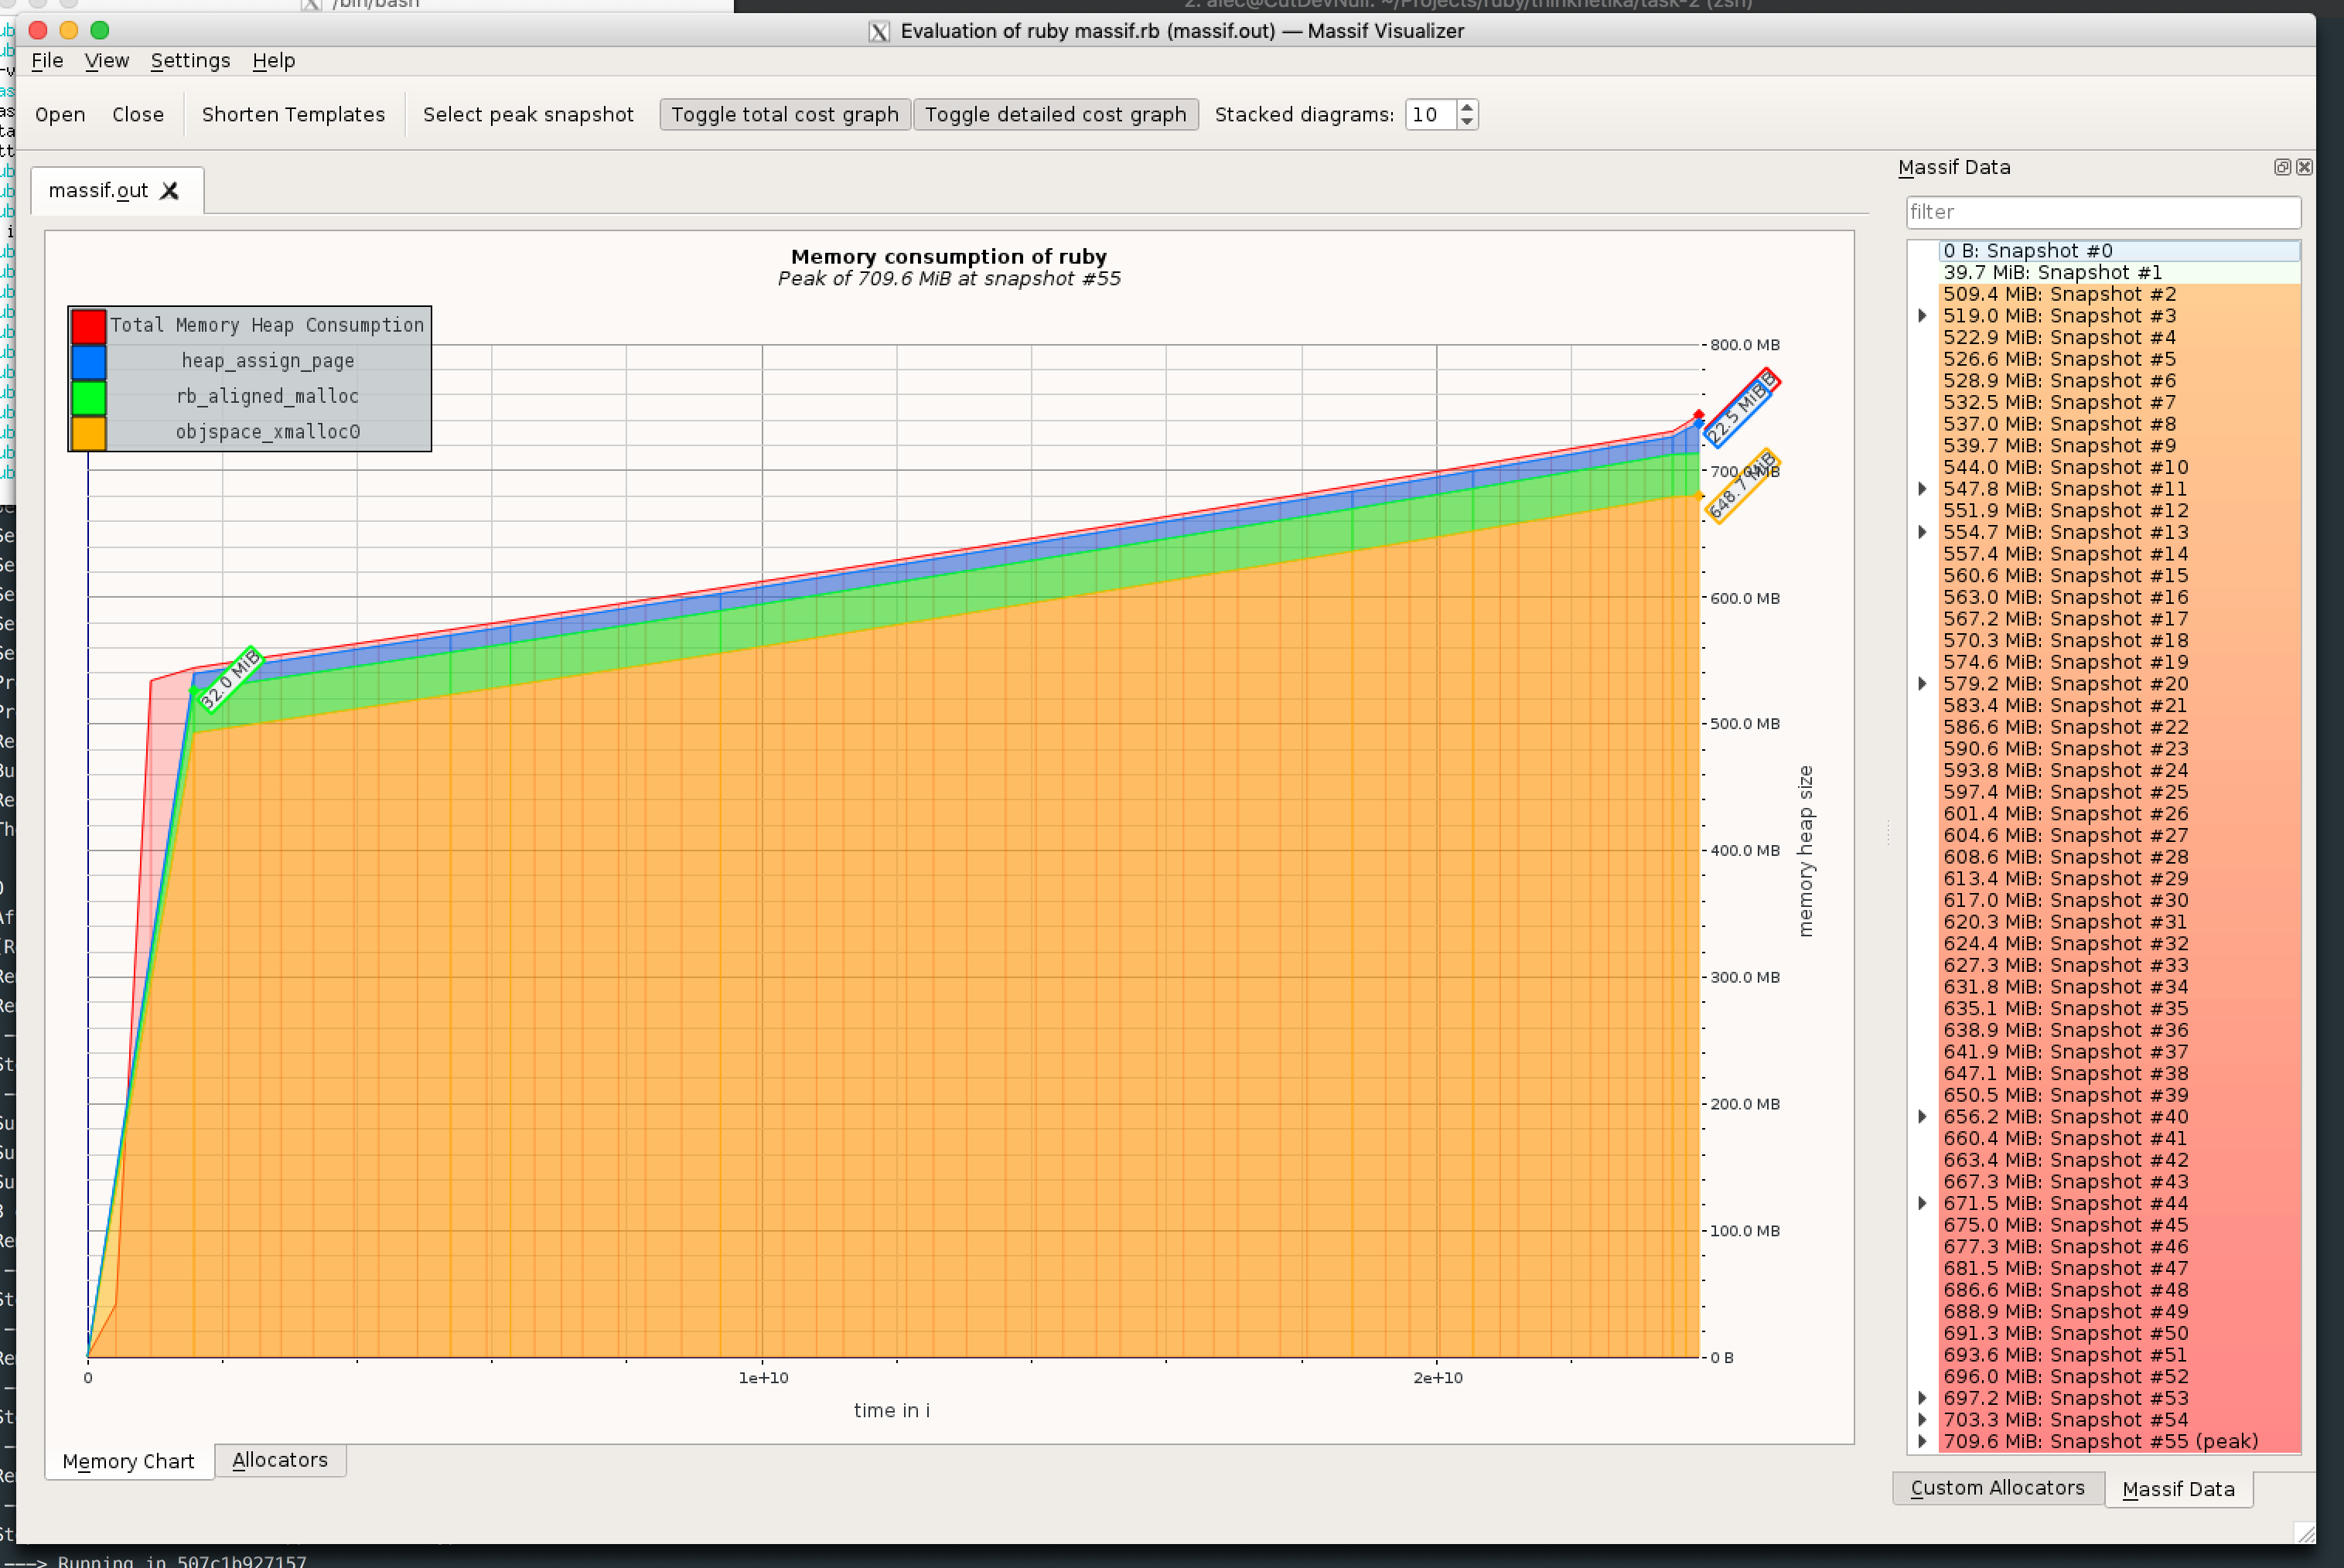 /bin/bash
2. alec@CutDevNull: ~/Projects/ruby/thinknetika/task-2 (zsh)
Evaluation of ruby massif.rb (massif.out) — Massif Visualizer
File View Settings Help
Open Close Shorten Templates Select peak snapshot Toggle total cost graph Toggle detailed cost graph Stacked diagrams: 10
massif.out
Memory consumption of ruby
Peak of 709.6 MiB at snapshot #55
Total Memory Heap Consumption
heap_assign_page
rb_aligned_malloc
objspace_xmalloc0
800.0 MB
700.0 MB
600.0 MB
500.0 MB
400.0 MB
300.0 MB
200.0 MB
100.0 MB
0 B
22.5 MiB
648.7 MiB
32.0 MiB
memory heap size
0
1e+10
2e+10
time in i
Memory Chart
Allocators
Massif Data
filter
0 B: Snapshot #0
39.7 MiB: Snapshot #1
509.4 MiB: Snapshot #2
519.0 MiB: Snapshot #3
522.9 MiB: Snapshot #4
526.6 MiB: Snapshot #5
528.9 MiB: Snapshot #6
532.5 MiB: Snapshot #7
537.0 MiB: Snapshot #8
539.7 MiB: Snapshot #9
544.0 MiB: Snapshot #10
547.8 MiB: Snapshot #11
551.9 MiB: Snapshot #12
554.7 MiB: Snapshot #13
557.4 MiB: Snapshot #14
560.6 MiB: Snapshot #15
563.0 MiB: Snapshot #16
567.2 MiB: Snapshot #17
570.3 MiB: Snapshot #18
574.6 MiB: Snapshot #19
579.2 MiB: Snapshot #20
583.4 MiB: Snapshot #21
586.6 MiB: Snapshot #22
590.6 MiB: Snapshot #23
593.8 MiB: Snapshot #24
597.4 MiB: Snapshot #25
601.4 MiB: Snapshot #26
604.6 MiB: Snapshot #27
608.6 MiB: Snapshot #28
613.4 MiB: Snapshot #29
617.0 MiB: Snapshot #30
620.3 MiB: Snapshot #31
624.4 MiB: Snapshot #32
627.3 MiB: Snapshot #33
631.8 MiB: Snapshot #34
635.1 MiB: Snapshot #35
638.9 MiB: Snapshot #36
641.9 MiB: Snapshot #37
647.1 MiB: Snapshot #38
650.5 MiB: Snapshot #39
656.2 MiB: Snapshot #40
660.4 MiB: Snapshot #41
663.4 MiB: Snapshot #42
667.3 MiB: Snapshot #43
671.5 MiB: Snapshot #44
675.0 MiB: Snapshot #45
677.3 MiB: Snapshot #46
681.5 MiB: Snapshot #47
686.6 MiB: Snapshot #48
688.9 MiB: Snapshot #49
691.3 MiB: Snapshot #50
693.6 MiB: Snapshot #51
696.0 MiB: Snapshot #52
697.2 MiB: Snapshot #53
703.3 MiB: Snapshot #54
709.6 MiB: Snapshot #55 (peak)
Custom Allocators
Massif Data
---> Running in 507c1b927157